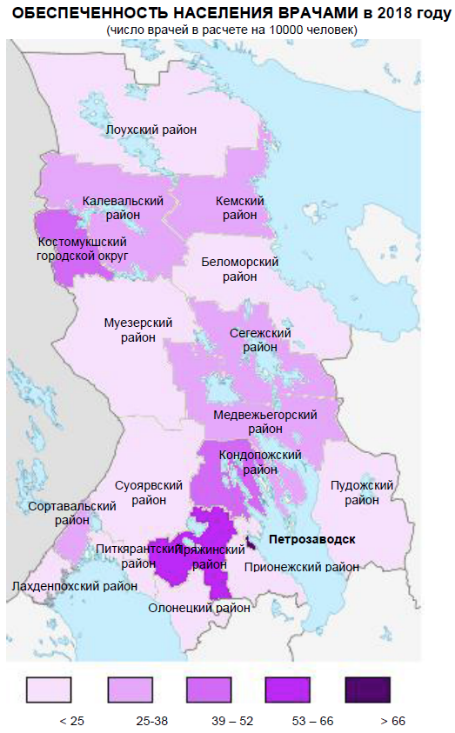 ОБЕСПЕЧЕННОСТЬ НАСЕЛЕНИЯ ВРАЧАМИ в 2018 году
(число врачей в расчете на 10000 человек)
Лоухский район
Калевальский
район
Кемский
район
Костомукшский
городской округ
Беломорский
район
Муезерский
район
Сегежский
район
Медвежьегорский
район
Кондопожский
район
Суоярвский
район
Пудожский
район
Сортавальский
район
Петрозаводск
Питкярантский
район
Пряжинский
район
Прионежский район
Лахденпохский район
Олонецкий район
< 25
25-38
39 – 52
53 – 66
> 66